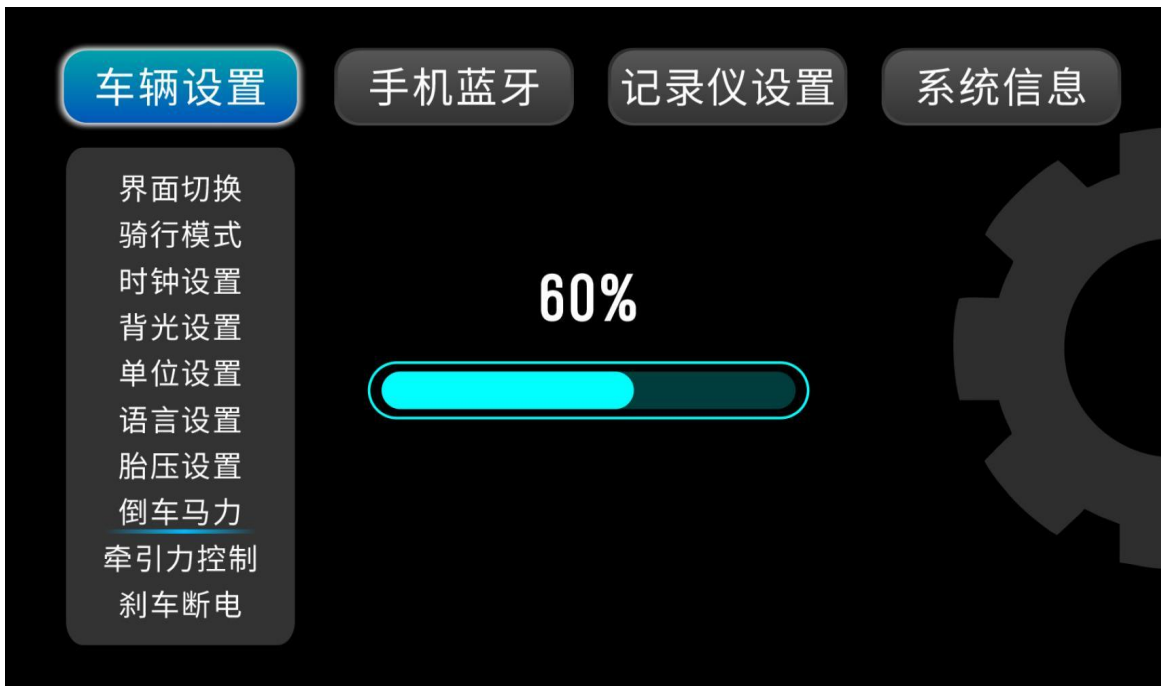 车辆设置
手机蓝牙
记录仪设置
系统信息
界面切换
骑行模式
时钟设置
背光设置
单位设置
语言设置
胎压设置
倒车马力
牵引力控制
刹车断电
60%